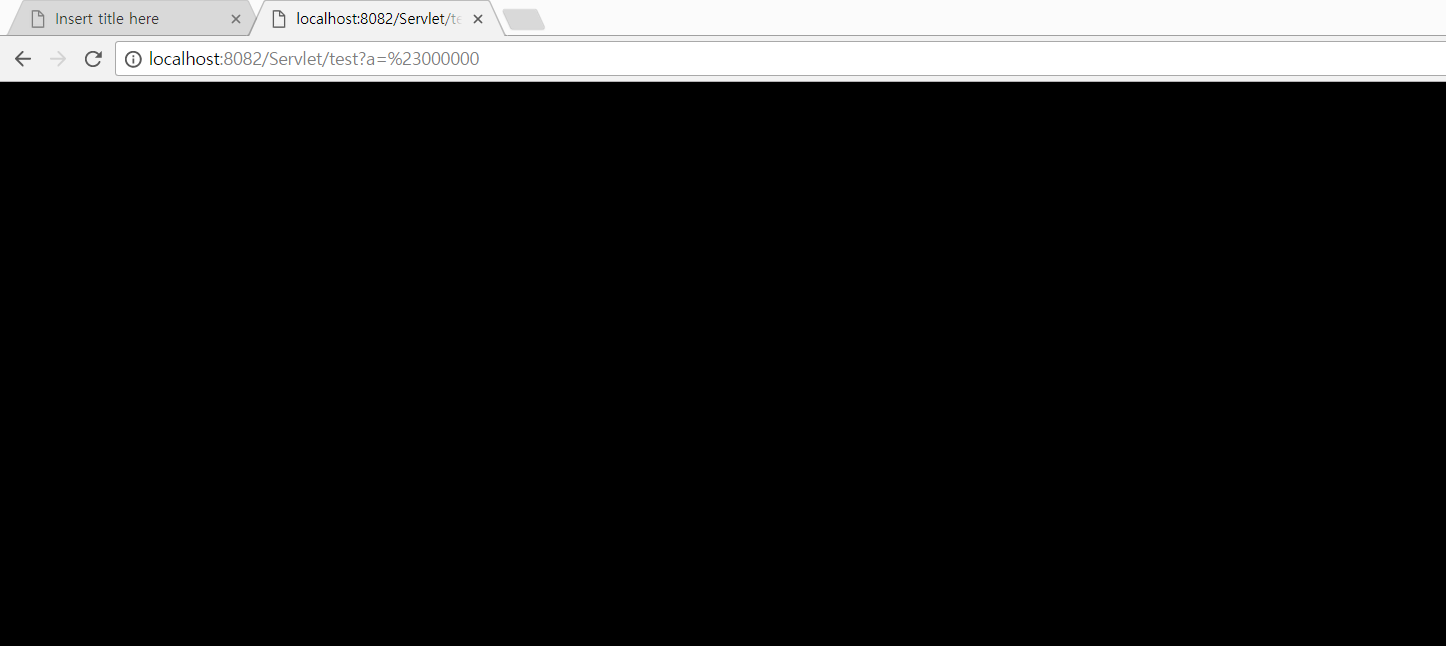 Insert title here
localhost:8082/Servlet/te
localhost:8082/Servlet/test?a=%23000000